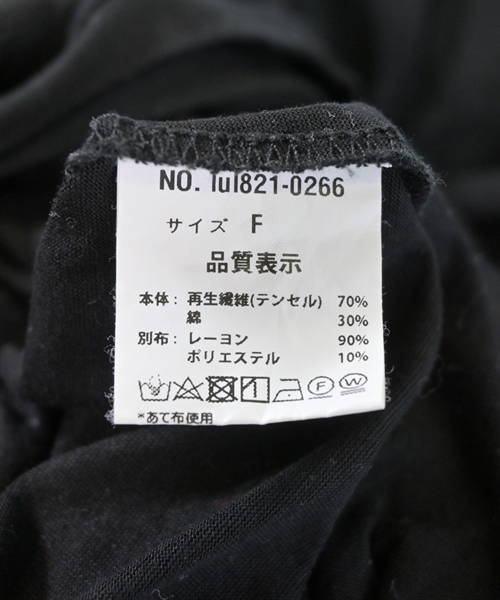 NO. lul821-0266
サイズ F
品質表示
本体： 再生繊維(テンセル) 70%
綿 30%
別布： レーヨン 90%
ポリエステル 10%
F W
*あて布使用